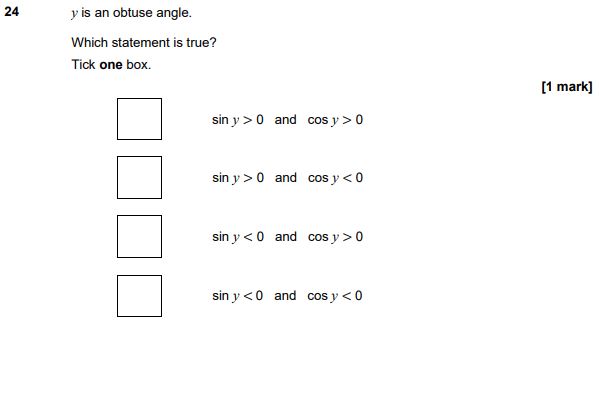 24 y is an obtuse angle.
Which statement is true?
Tick one box.
[1 mark]
sin y > 0 and cos y > 0
sin y > 0 and cos y < 0
sin y < 0 and cos y > 0
sin y < 0 and cos y < 0